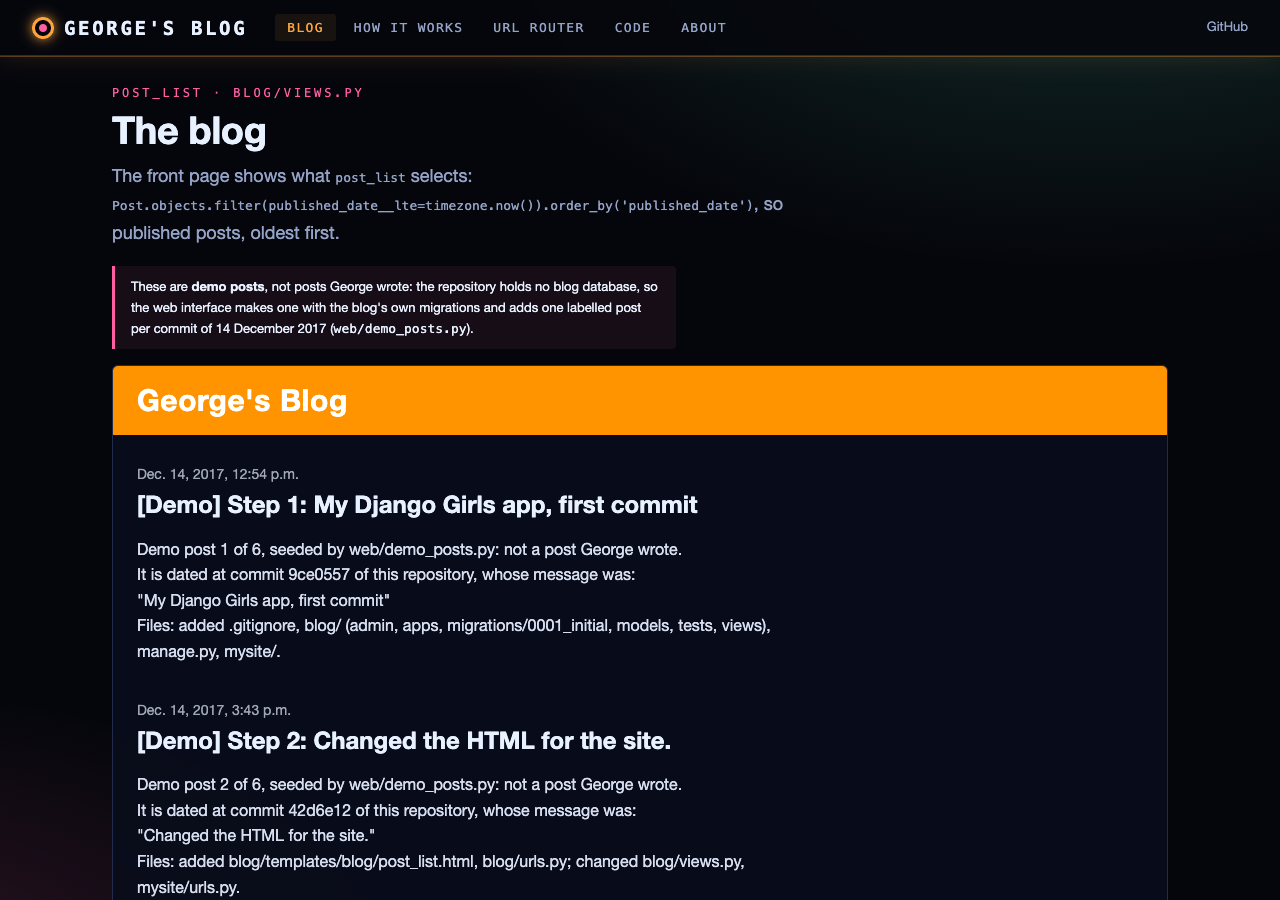 GEORGE'S BLOG
BLOG
HOW IT WORKS
URL ROUTER
CODE
ABOUT
GitHub
POST_LIST · BLOG/VIEWS.PY
The blog
The front page shows what post_list selects:
Post.objects.filter(published_date__lte=timezone.now()).order_by('published_date'), so
published posts, oldest first.
These are demo posts, not posts George wrote: the repository holds no blog database, so
the web interface makes one with the blog's own migrations and adds one labelled post
per commit of 14 December 2017 (web/demo_posts.py).
George's Blog
Dec. 14, 2017, 12:54 p.m.
[Demo] Step 1: My Django Girls app, first commit
Demo post 1 of 6, seeded by web/demo_posts.py: not a post George wrote.
It is dated at commit 9ce0557 of this repository, whose message was:
"My Django Girls app, first commit"
Files: added .gitignore, blog/ (admin, apps, migrations/0001_initial, models, tests, views),
manage.py, mysite/.
Dec. 14, 2017, 3:43 p.m.
[Demo] Step 2: Changed the HTML for the site.
Demo post 2 of 6, seeded by web/demo_posts.py: not a post George wrote.
It is dated at commit 42d6e12 of this repository, whose message was:
"Changed the HTML for the site."
Files: added blog/templates/blog/post_list.html, blog/urls.py; changed blog/views.py,
mysite/urls.py.